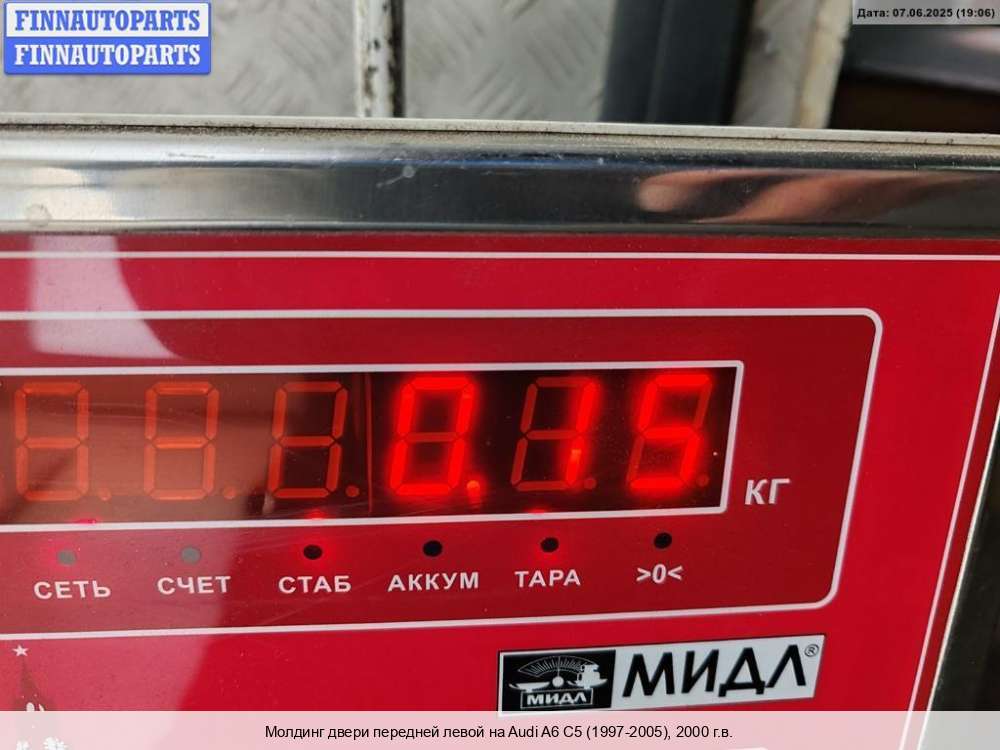 FINNAUTOPARTS
FINNAUTOPARTS
Дата: 07.06.2025 (19:06)
0.15
КГ
СЕТЬ СЧЕТ СТАБ АККУМ ТАРА >0<
МИДЛ МИДЛ®
Молдинг двери передней левой на Audi A6 C5 (1997-2005), 2000 г.в.